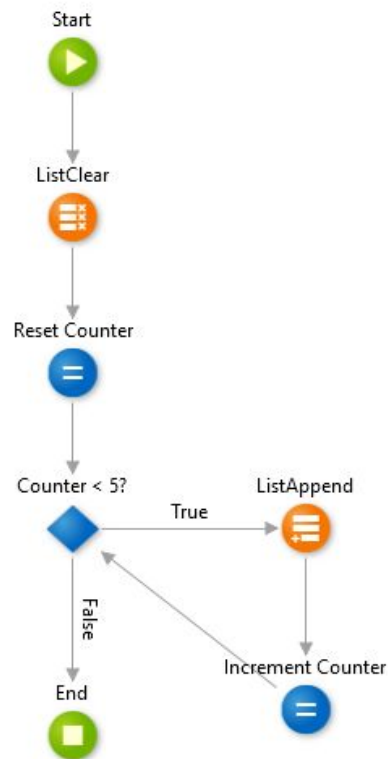 Start
ListClear
Reset Counter
Counter < 5?
True
ListAppend
False
Increment Counter
End